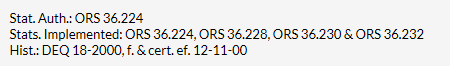 Stat. Auth.: ORS 36.224
Stats. Implemented: ORS 36.224, ORS 36.228, ORS 36.230 & ORS 36.232
Hist.: DEQ 18-2000, f. & cert. ef. 12-11-00